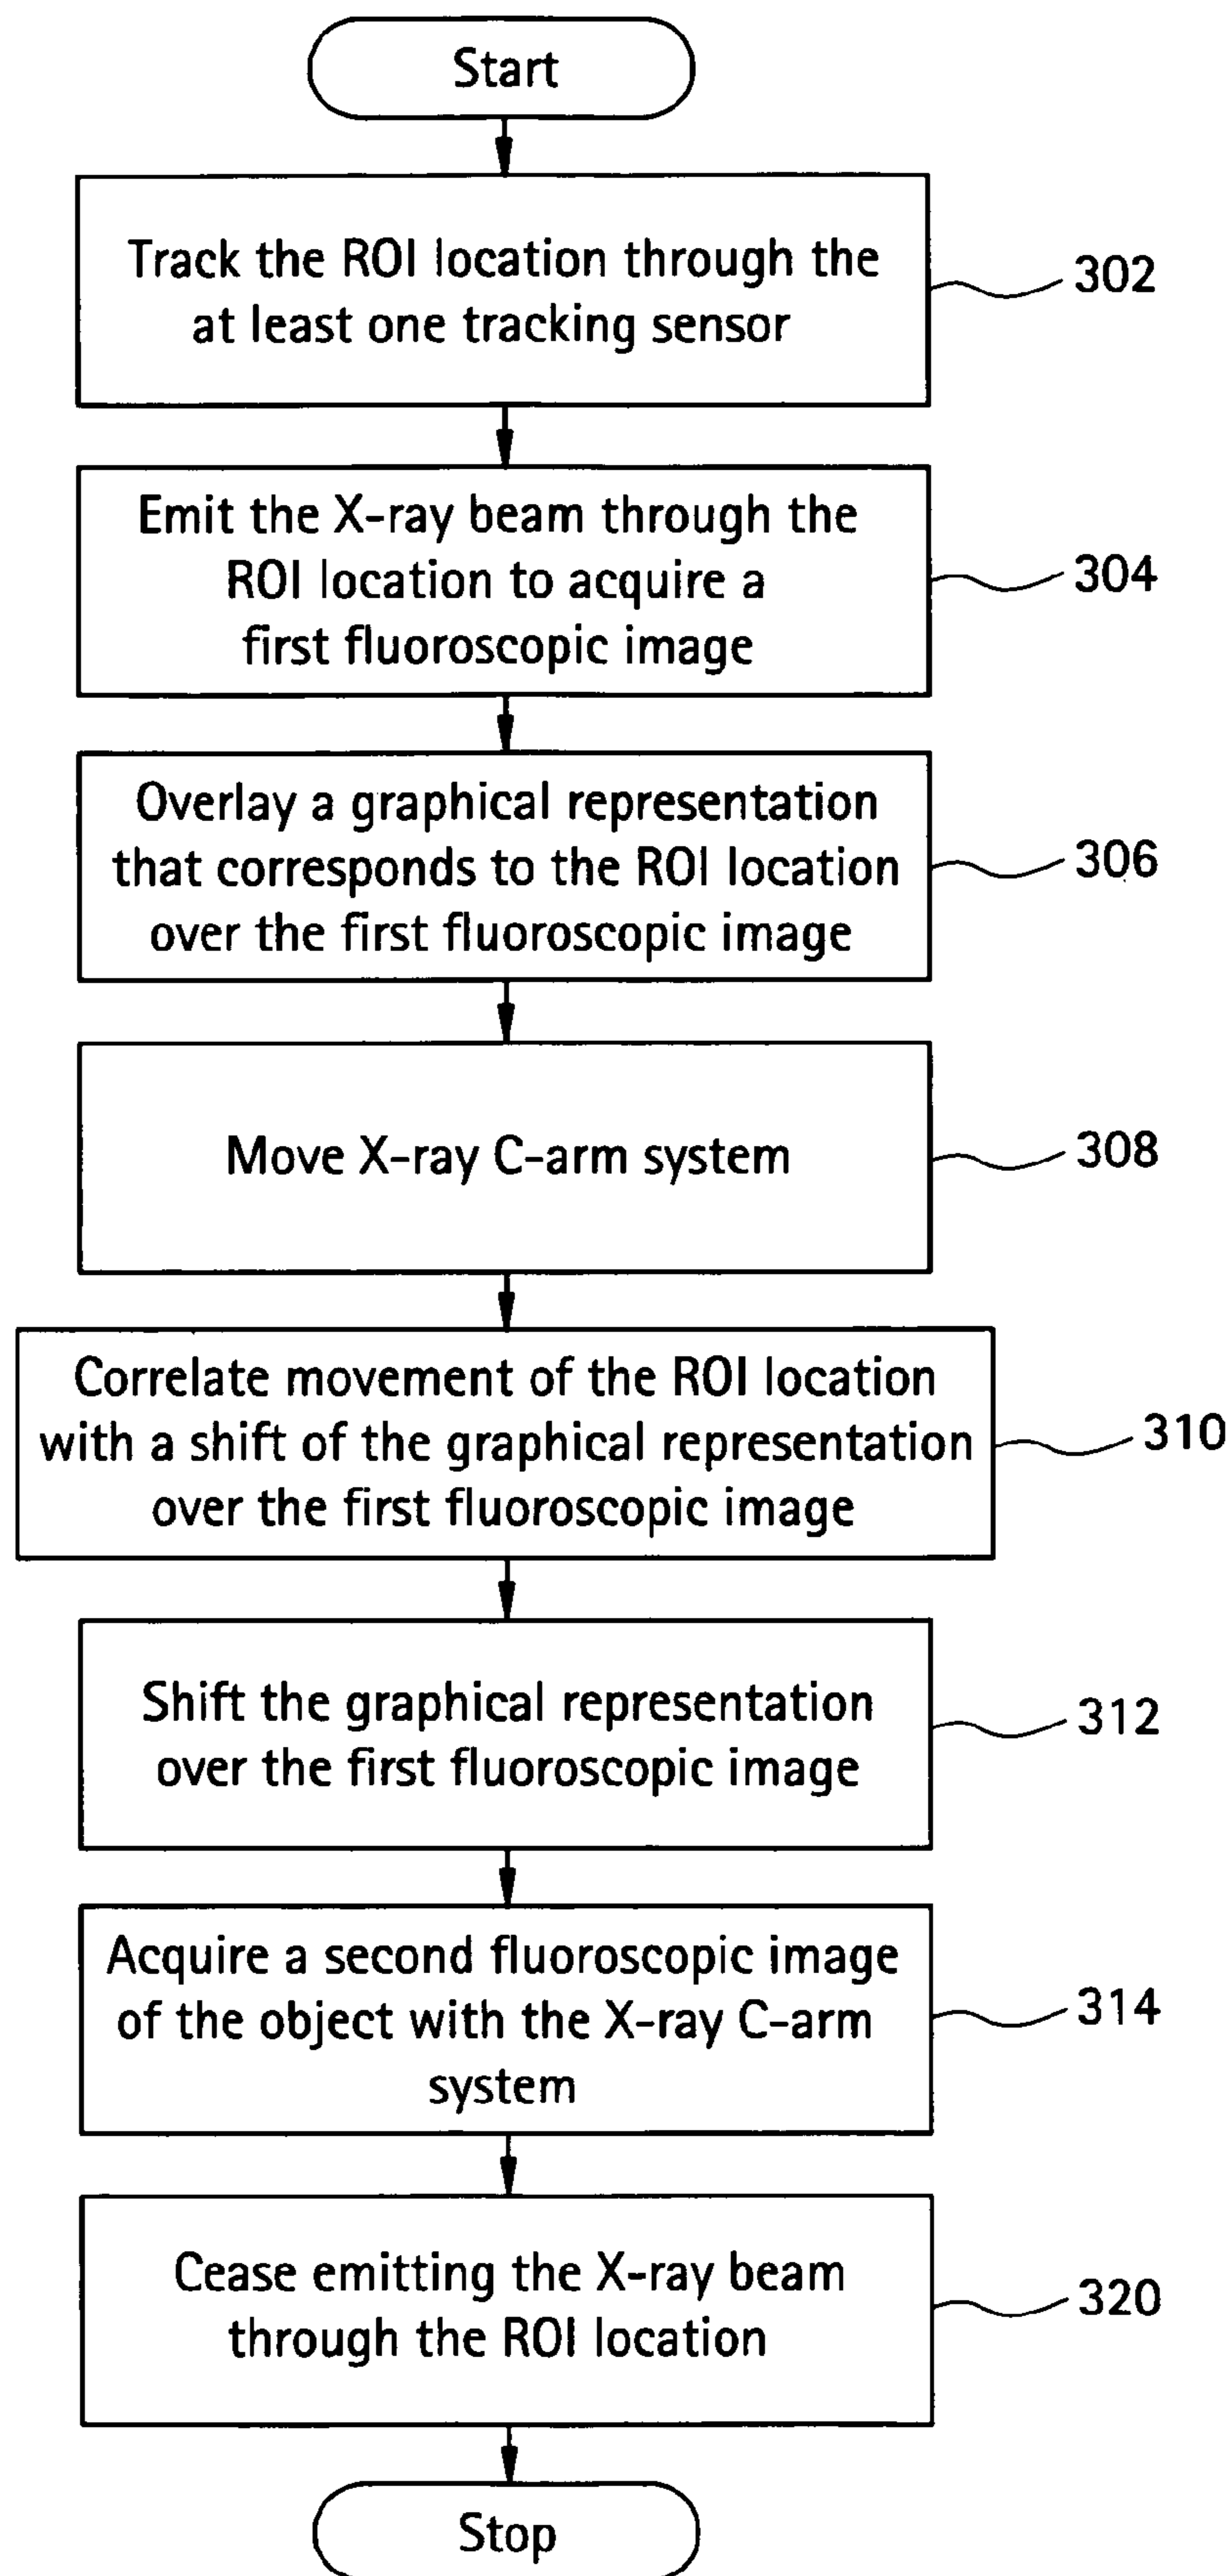 Start
Track the ROI location through the
at least one tracking sensor
302
Emit the X-ray beam through the
ROI location to acquire a
first fluoroscopic image
304
Overlay a graphical representation
that corresponds to the ROI location
over the first fluoroscopic image
306
Move X-ray C-arm system
308
Correlate movement of the ROI location
with a shift of the graphical representation
over the first fluoroscopic image
310
Shift the graphical representation
over the first fluoroscopic image
312
Acquire a second fluoroscopic image
of the object with the X-ray C-arm
system
314
Cease emitting the X-ray beam
through the ROI location
320
Stop